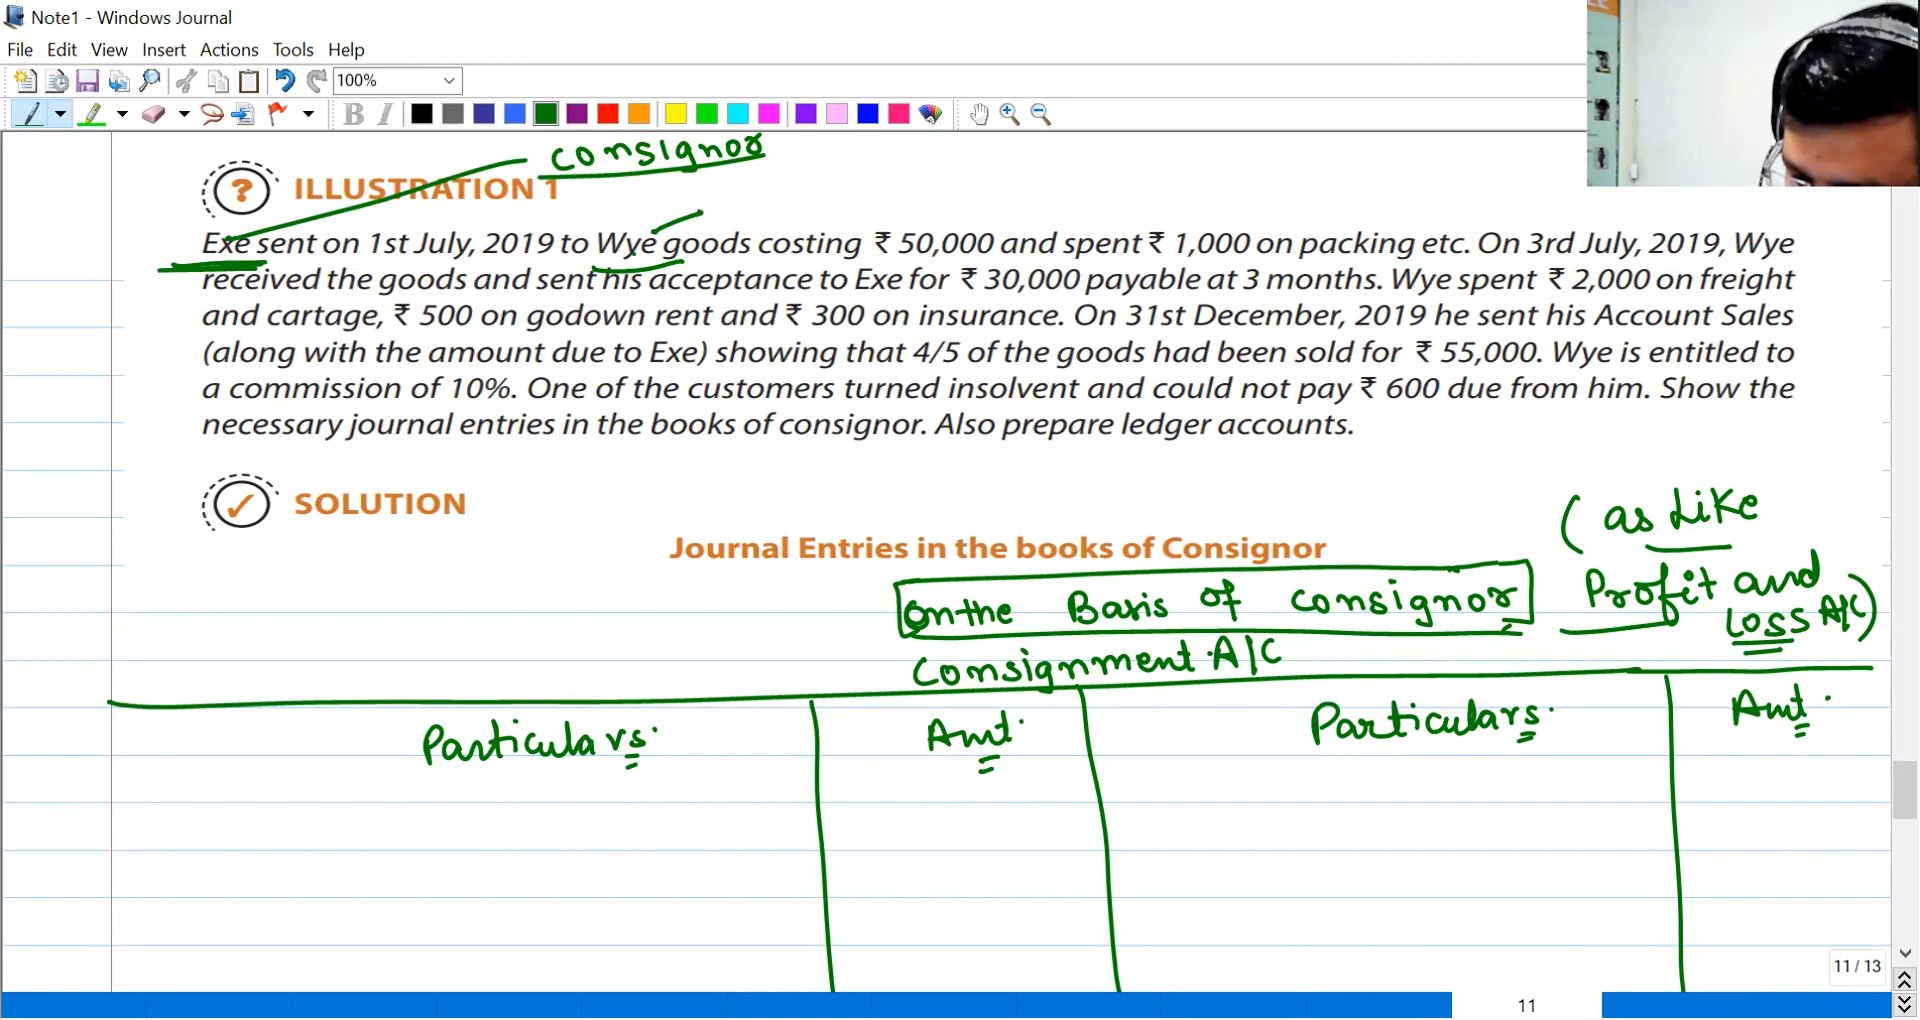 Note1 - Windows Journal
File Edit View Insert Actions Tools Help
100%
B I
consignor
? ILLUSTRATION 1
Exe sent on 1st July, 2019 to Wye goods costing ₹ 50,000 and spent ₹ 1,000 on packing etc. On 3rd July, 2019, Wye
received the goods and sent his acceptance to Exe for ₹ 30,000 payable at 3 months. Wye spent ₹ 2,000 on freight
and cartage, ₹ 500 on godown rent and ₹ 300 on insurance. On 31st December, 2019 he sent his Account Sales
(along with the amount due to Exe) showing that 4/5 of the goods had been sold for ₹ 55,000. Wye is entitled to
a commission of 10%. One of the customers turned insolvent and could not pay ₹ 600 due from him. Show the
necessary journal entries in the books of consignor. Also prepare ledger accounts.
✓ SOLUTION
Journal Entries in the books of Consignor
(as Like
Profit and
Loss A/C)
On the Basis of consignor
Consignment A/C
Particulars Amt. Particulars Amt.
11 / 13
11